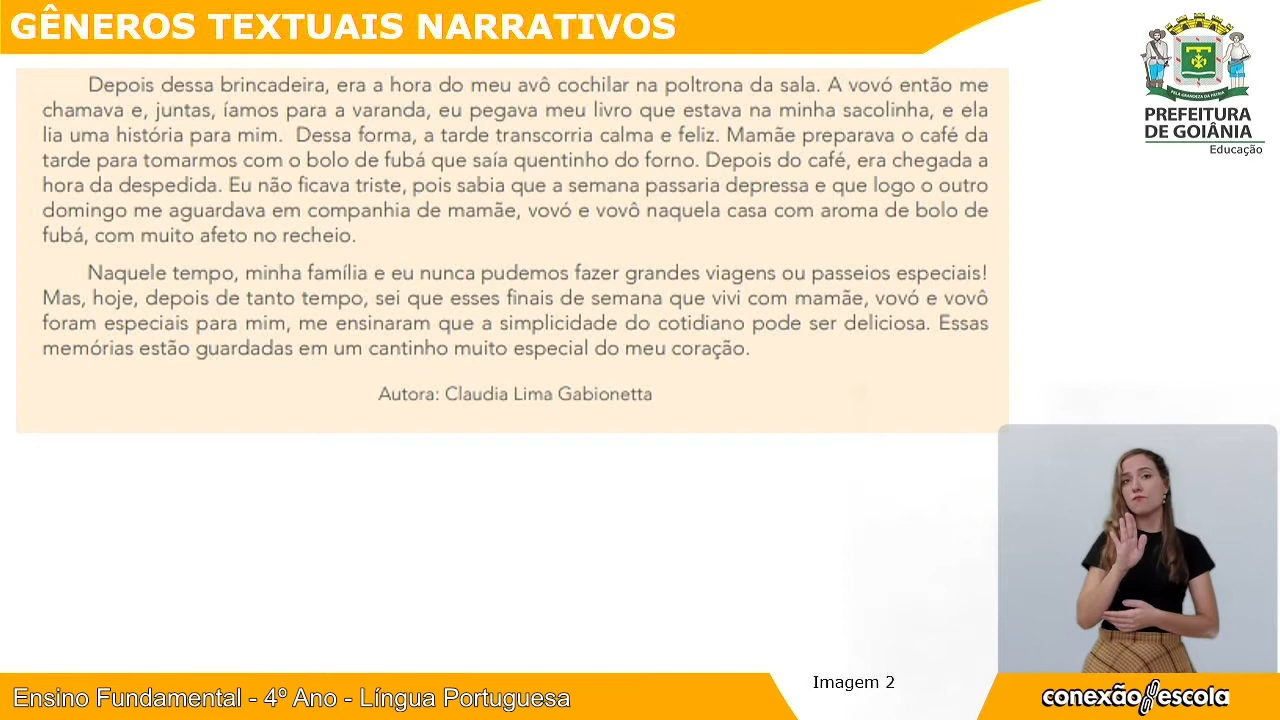 GÊNEROS TEXTUAIS NARRATIVOS
Depois dessa brincadeira, era a hora do meu avô cochilar na poltrona da sala. A vovó então me
chamava e, juntas, íamos para a varanda, eu pegava meu livro que estava na minha sacolinha, e ela
lia uma história para mim.  Dessa forma, a tarde transcorria calma e feliz. Mamãe preparava o café da
tarde para tomarmos com o bolo de fubá que saía quentinho do forno. Depois do café, era chegada a
hora da despedida. Eu não ficava triste, pois sabia que a semana passaria depressa e que logo o outro
domingo me aguardava em companhia de mamãe, vovó e vovô naquela casa com aroma de bolo de
fubá, com muito afeto no recheio.
Naquele tempo, minha família e eu nunca pudemos fazer grandes viagens ou passeios especiais!
Mas, hoje, depois de tanto tempo, sei que esses finais de semana que vivi com mamãe, vovó e vovô
foram especiais para mim, me ensinaram que a simplicidade do cotidiano pode ser deliciosa. Essas
memórias estão guardadas em um cantinho muito especial do meu coração.
Autora: Claudia Lima Gabionetta
PELA GRANDEZA DA PÁTRIA
PREFEITURA
DE GOIÂNIA
Educação
Imagem 2
Ensino Fundamental - 4º Ano - Língua Portuguesa
conexão escola